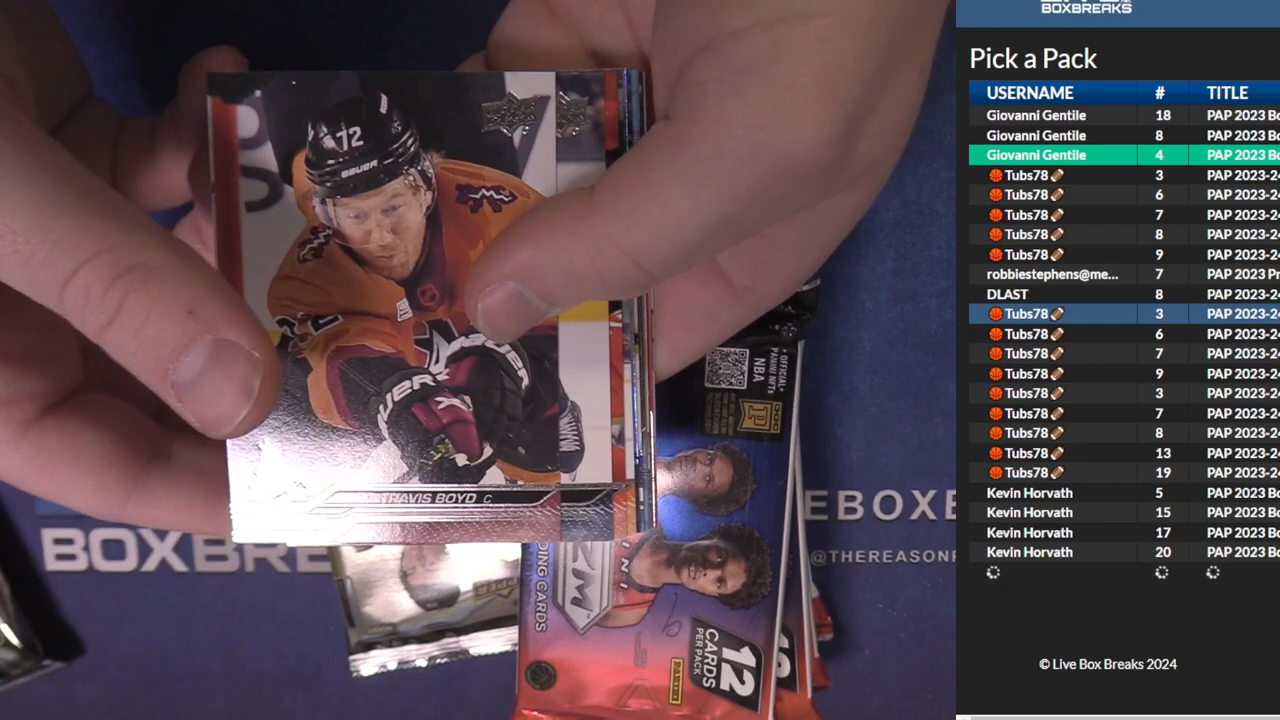 BOXBREAKS
Pick a Pack
USERNAME # TITLE
Giovanni Gentile 18 PAP 2023 Bo
Giovanni Gentile 8 PAP 2023 Bo
Giovanni Gentile 4 PAP 2023 Bo
Tubs78 3 PAP 2023-24
Tubs78 6 PAP 2023-24
Tubs78 7 PAP 2023-24
Tubs78 8 PAP 2023-24
Tubs78 9 PAP 2023-24
robbiestephens@me... 7 PAP 2023 Pr
DLAST 8 PAP 2023-24
Tubs78 3 PAP 2023-24
Tubs78 6 PAP 2023-24
Tubs78 7 PAP 2023-24
Tubs78 9 PAP 2023-24
Tubs78 3 PAP 2023-24
Tubs78 7 PAP 2023-24
Tubs78 8 PAP 2023-24
Tubs78 13 PAP 2023-24
Tubs78 19 PAP 2023-24
Kevin Horvath 5 PAP 2023 Bo
Kevin Horvath 15 PAP 2023 Bo
Kevin Horvath 17 PAP 2023 Bo
Kevin Horvath 20 PAP 2023 Bo
© Live Box Breaks 2024
72
BAUER
TRAVIS BOYD C
OFFICIAL
PANINI NFTs
NBA
EBOXB
BOXBRE
@THEREASONF
12
CARDS
PER PACK
PANINI